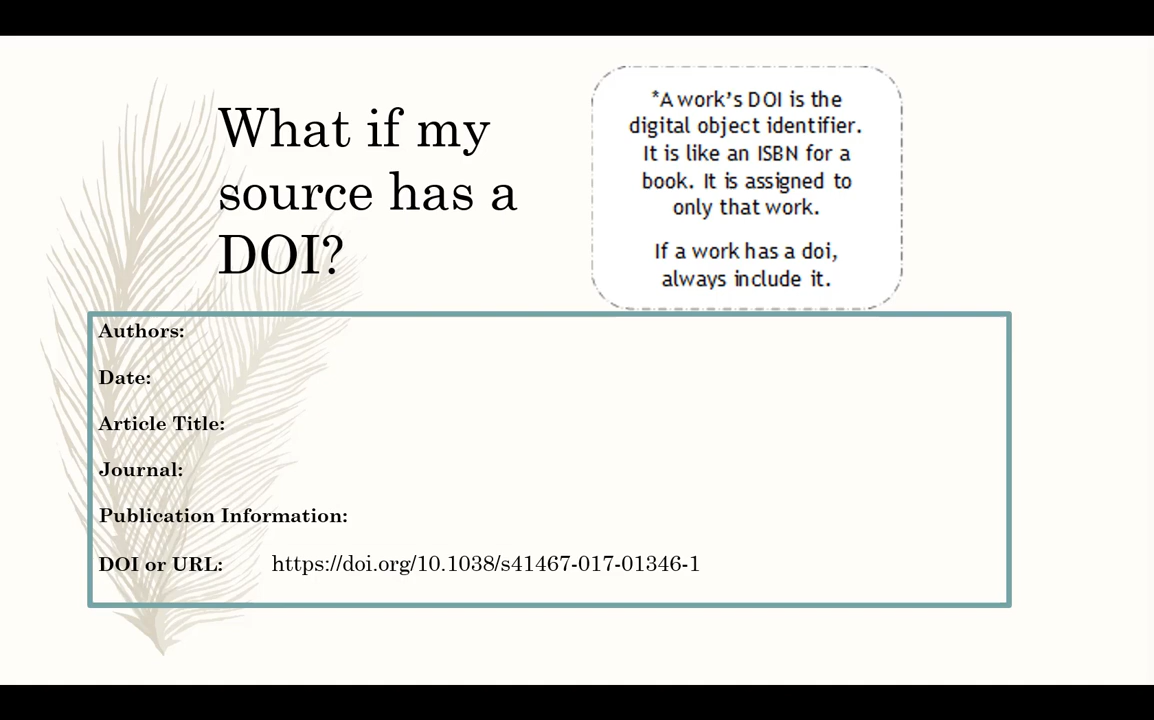 What if my
source has a
DOI?
*A work's DOI is the
digital object identifier.
It is like an ISBN for a
book. It is assigned to
only that work.
If a work has a doi,
always include it.
Authors:
Date:
Article Title:
Journal:
Publication Information:
DOI or URL: https://doi.org/10.1038/s41467-017-01346-1